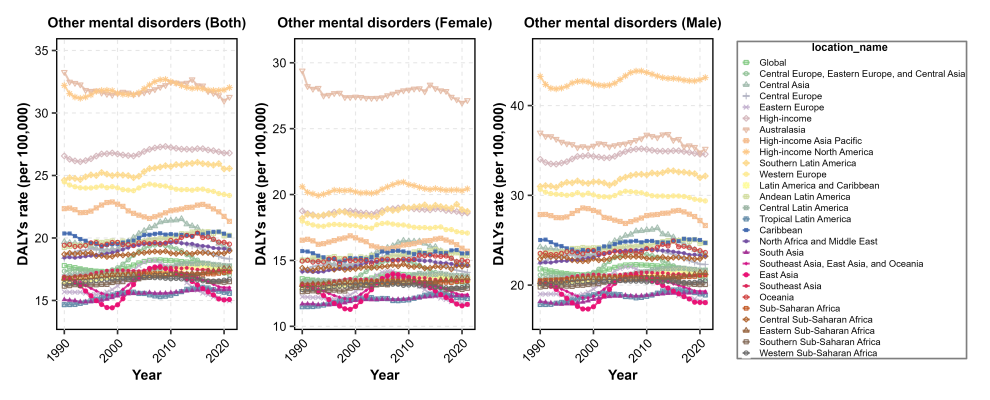 Other mental disorders (Both)
Other mental disorders (Female)
Other mental disorders (Male)
DALYs rate (per 100,000)
35
30
25
20
15
1990
2000
2010
2020
Year
DALYs rate (per 100,000)
30
25
20
15
10
1990
2000
2010
2020
Year
DALYs rate (per 100,000)
40
30
20
1990
2000
2010
2020
Year
location_name
Global
Central Europe, Eastern Europe, and Central Asia
Central Asia
Central Europe
Eastern Europe
High-income
Australasia
High-income Asia Pacific
High-income North America
Southern Latin America
Western Europe
Latin America and Caribbean
Andean Latin America
Central Latin America
Tropical Latin America
Caribbean
North Africa and Middle East
South Asia
Southeast Asia, East Asia, and Oceania
East Asia
Southeast Asia
Oceania
Sub-Saharan Africa
Central Sub-Saharan Africa
Eastern Sub-Saharan Africa
Southern Sub-Saharan Africa
Western Sub-Saharan Africa